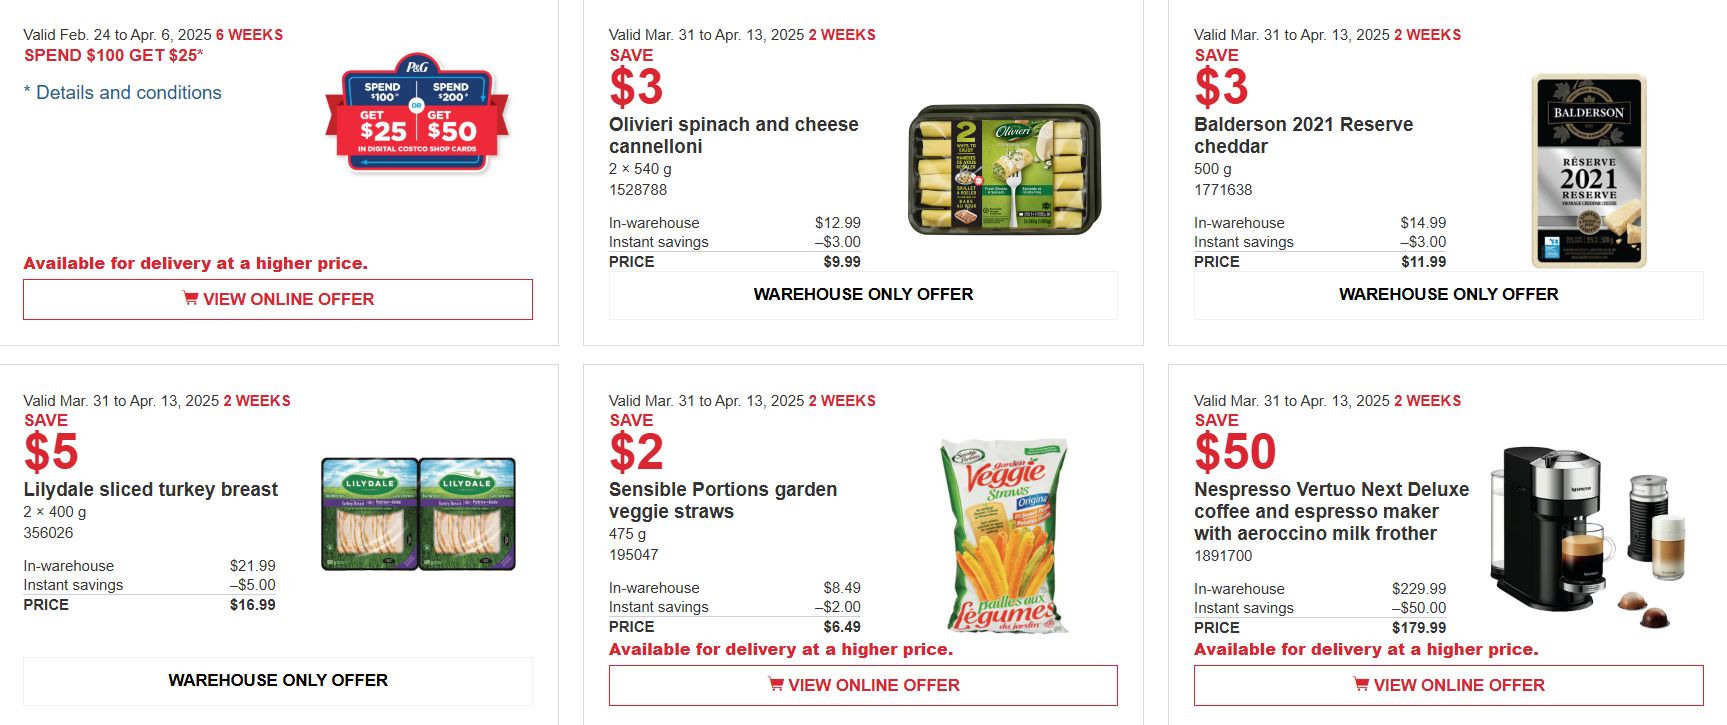 Valid Feb. 24 to Apr. 6, 2025 6 WEEKS
SPEND $100 GET $25*
* Details and conditions
P&G
SPEND $100* OR SPEND $200*
GET $25 GET $50
IN DIGITAL COSTCO SHOP CARDS
Available for delivery at a higher price.
VIEW ONLINE OFFER
Valid Mar. 31 to Apr. 13, 2025 2 WEEKS
SAVE
$3
Olivieri spinach and cheese
cannelloni
2 × 540 g
1528788
In-warehouse $12.99
Instant savings –$3.00
PRICE $9.99
Olivieri
2
WAYS TO
ENJOY
WAREHOUSE ONLY OFFER
Valid Mar. 31 to Apr. 13, 2025 2 WEEKS
SAVE
$3
Balderson 2021 Reserve
cheddar
500 g
1771638
In-warehouse $14.99
Instant savings –$3.00
PRICE $11.99
BALDERSON
RÉSERVE
2021
RESERVE
WAREHOUSE ONLY OFFER
Valid Mar. 31 to Apr. 13, 2025 2 WEEKS
SAVE
$5
Lilydale sliced turkey breast
2 × 400 g
356026
In-warehouse $21.99
Instant savings –$5.00
PRICE $16.99
LILYDALE
LILYDALE
WAREHOUSE ONLY OFFER
Valid Mar. 31 to Apr. 13, 2025 2 WEEKS
SAVE
$2
Sensible Portions garden
veggie straws
475 g
195047
In-warehouse $8.49
Instant savings –$2.00
PRICE $6.49
Sensible Portions
garden
Veggie
Straws
Original
pailles aux
légumes
du jardin
Available for delivery at a higher price.
VIEW ONLINE OFFER
Valid Mar. 31 to Apr. 13, 2025 2 WEEKS
SAVE
$50
Nespresso Vertuo Next Deluxe
coffee and espresso maker
with aeroccino milk frother
1891700
In-warehouse $229.99
Instant savings –$50.00
PRICE $179.99
NESPRESSO
Available for delivery at a higher price.
VIEW ONLINE OFFER